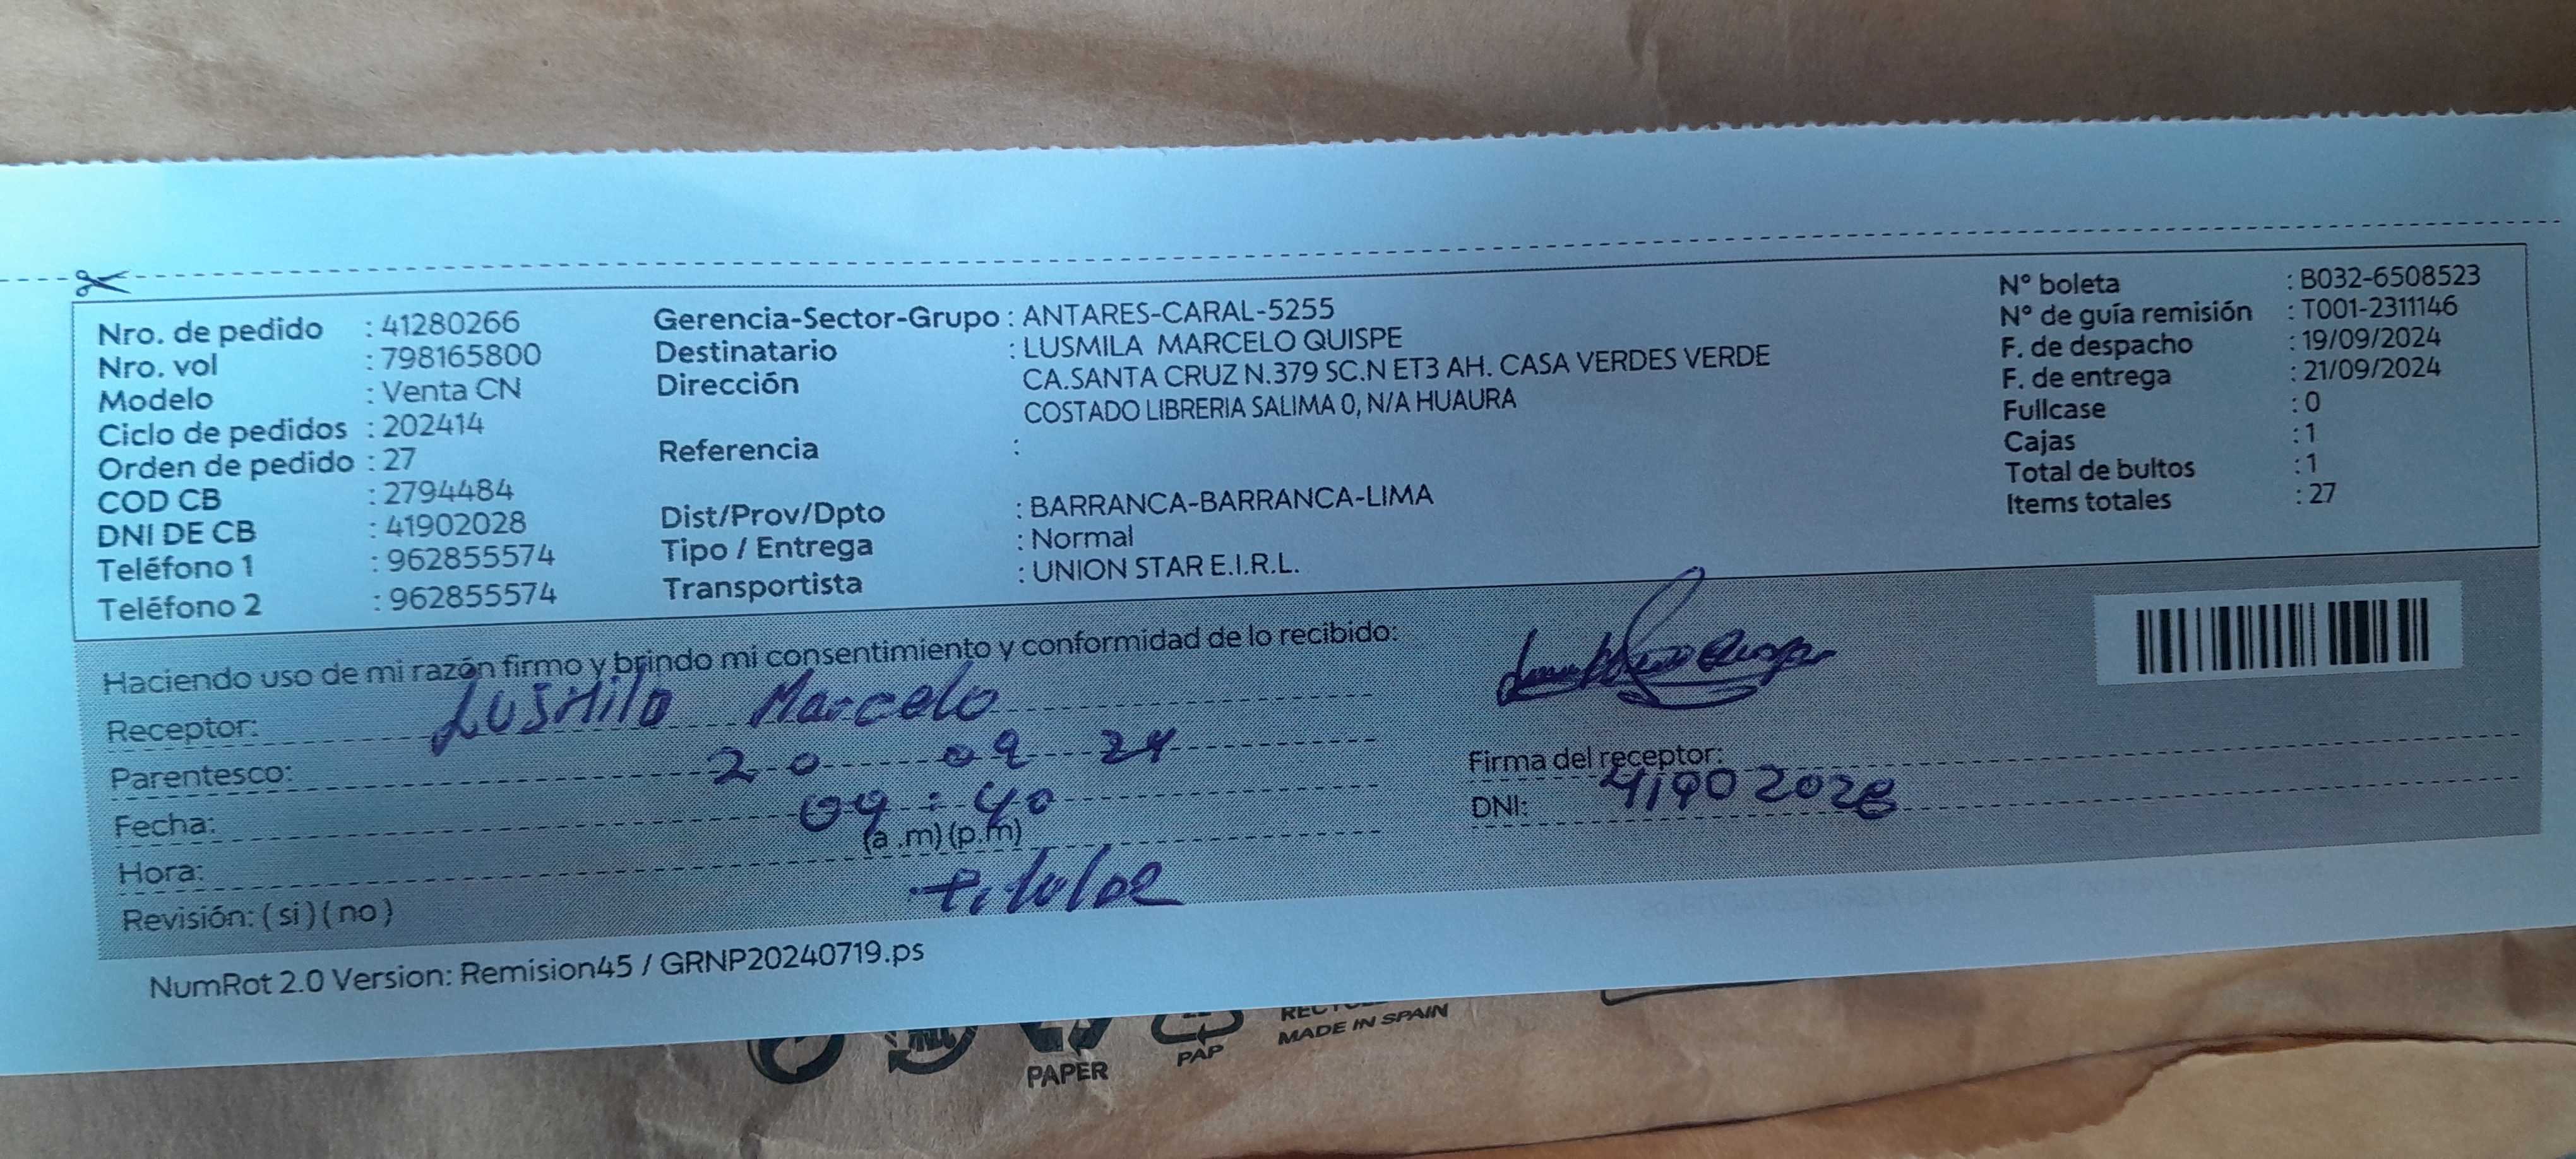 Nro. de pedido : 41280266
Nro. vol : 798165800
Modelo : Venta CN
Ciclo de pedidos : 202414
Orden de pedido : 27
COD CB : 2794484
DNI DE CB : 41902028
Teléfono 1 : 962855574
Teléfono 2 : 962855574
Gerencia-Sector-Grupo : ANTARES-CARAL-5255
Destinatario : LUSMILA MARCELO QUISPE
Dirección CA.SANTA CRUZ N.379 SC.N ET3 AH. CASA VERDES VERDE
COSTADO LIBRERIA SALIMA 0, N/A HUAURA
Referencia :
Dist/Prov/Dpto : BARRANCA-BARRANCA-LIMA
Tipo / Entrega : Normal
Transportista : UNION STAR E.I.R.L.
N° boleta : B032-6508523
N° de guía remisión : T001-2311146
F. de despacho : 19/09/2024
F. de entrega : 21/09/2024
Fullcase : 0
Cajas : 1
Total de bultos : 1
Items totales : 27
Haciendo uso de mi razón firmo y brindo mi consentimiento y conformidad de lo recibido:
Receptor: Lusmila Marcelo
Parentesco: 20 09 24
Fecha: 09:40
(a .m) (p.m)
Hora:
titular
Revisión: ( si ) ( no )
Firma del receptor:
DNI: 41902028
NumRot 2.0 Version: Remision45 / GRNP20240719.ps
PAPER
PAP
MADE IN SPAIN